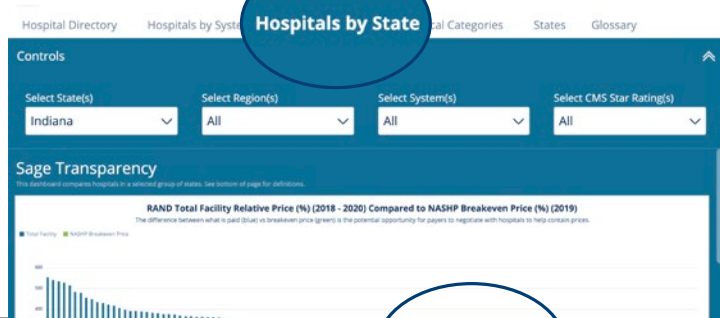 Hospital Directory Hospitals by Syste Hospitals by State al Categories States Glossary
Controls
Select State(s) Select Region(s) Select System(s) Select CMS Star Rating(s)
Indiana All All All
Sage Transparency
This dashboard compares hospitals in a selected group of states. See bottom of page for definitions.
RAND Total Facility Relative Price (%) (2018 - 2020) Compared to NASHP Breakeven Price (%) (2019)
The difference between what is paid (blue) vs breakeven price (green) is the potential opportunity for payers to negotiate with hospitals to help contain prices.
Total Facility NASHP Breakeven Price
600
500
400